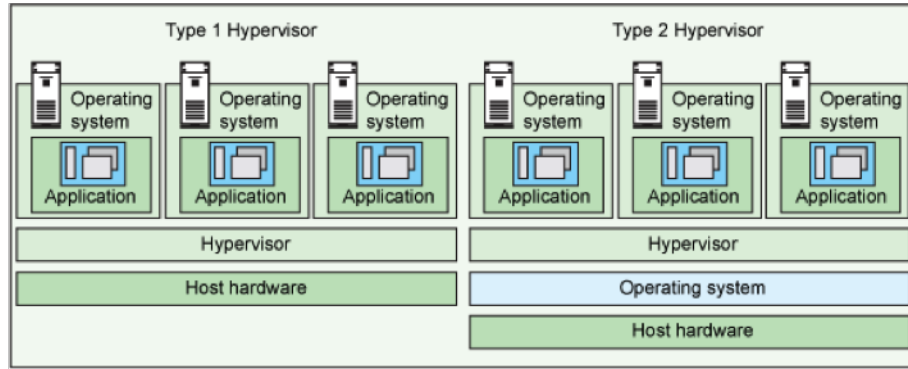 Type 1 Hypervisor
Operating
system
Application
Operating
system
Application
Operating
system
Application
Hypervisor
Host hardware
Type 2 Hypervisor
Operating
system
Application
Operating
system
Application
Operating
system
Application
Hypervisor
Operating system
Host hardware